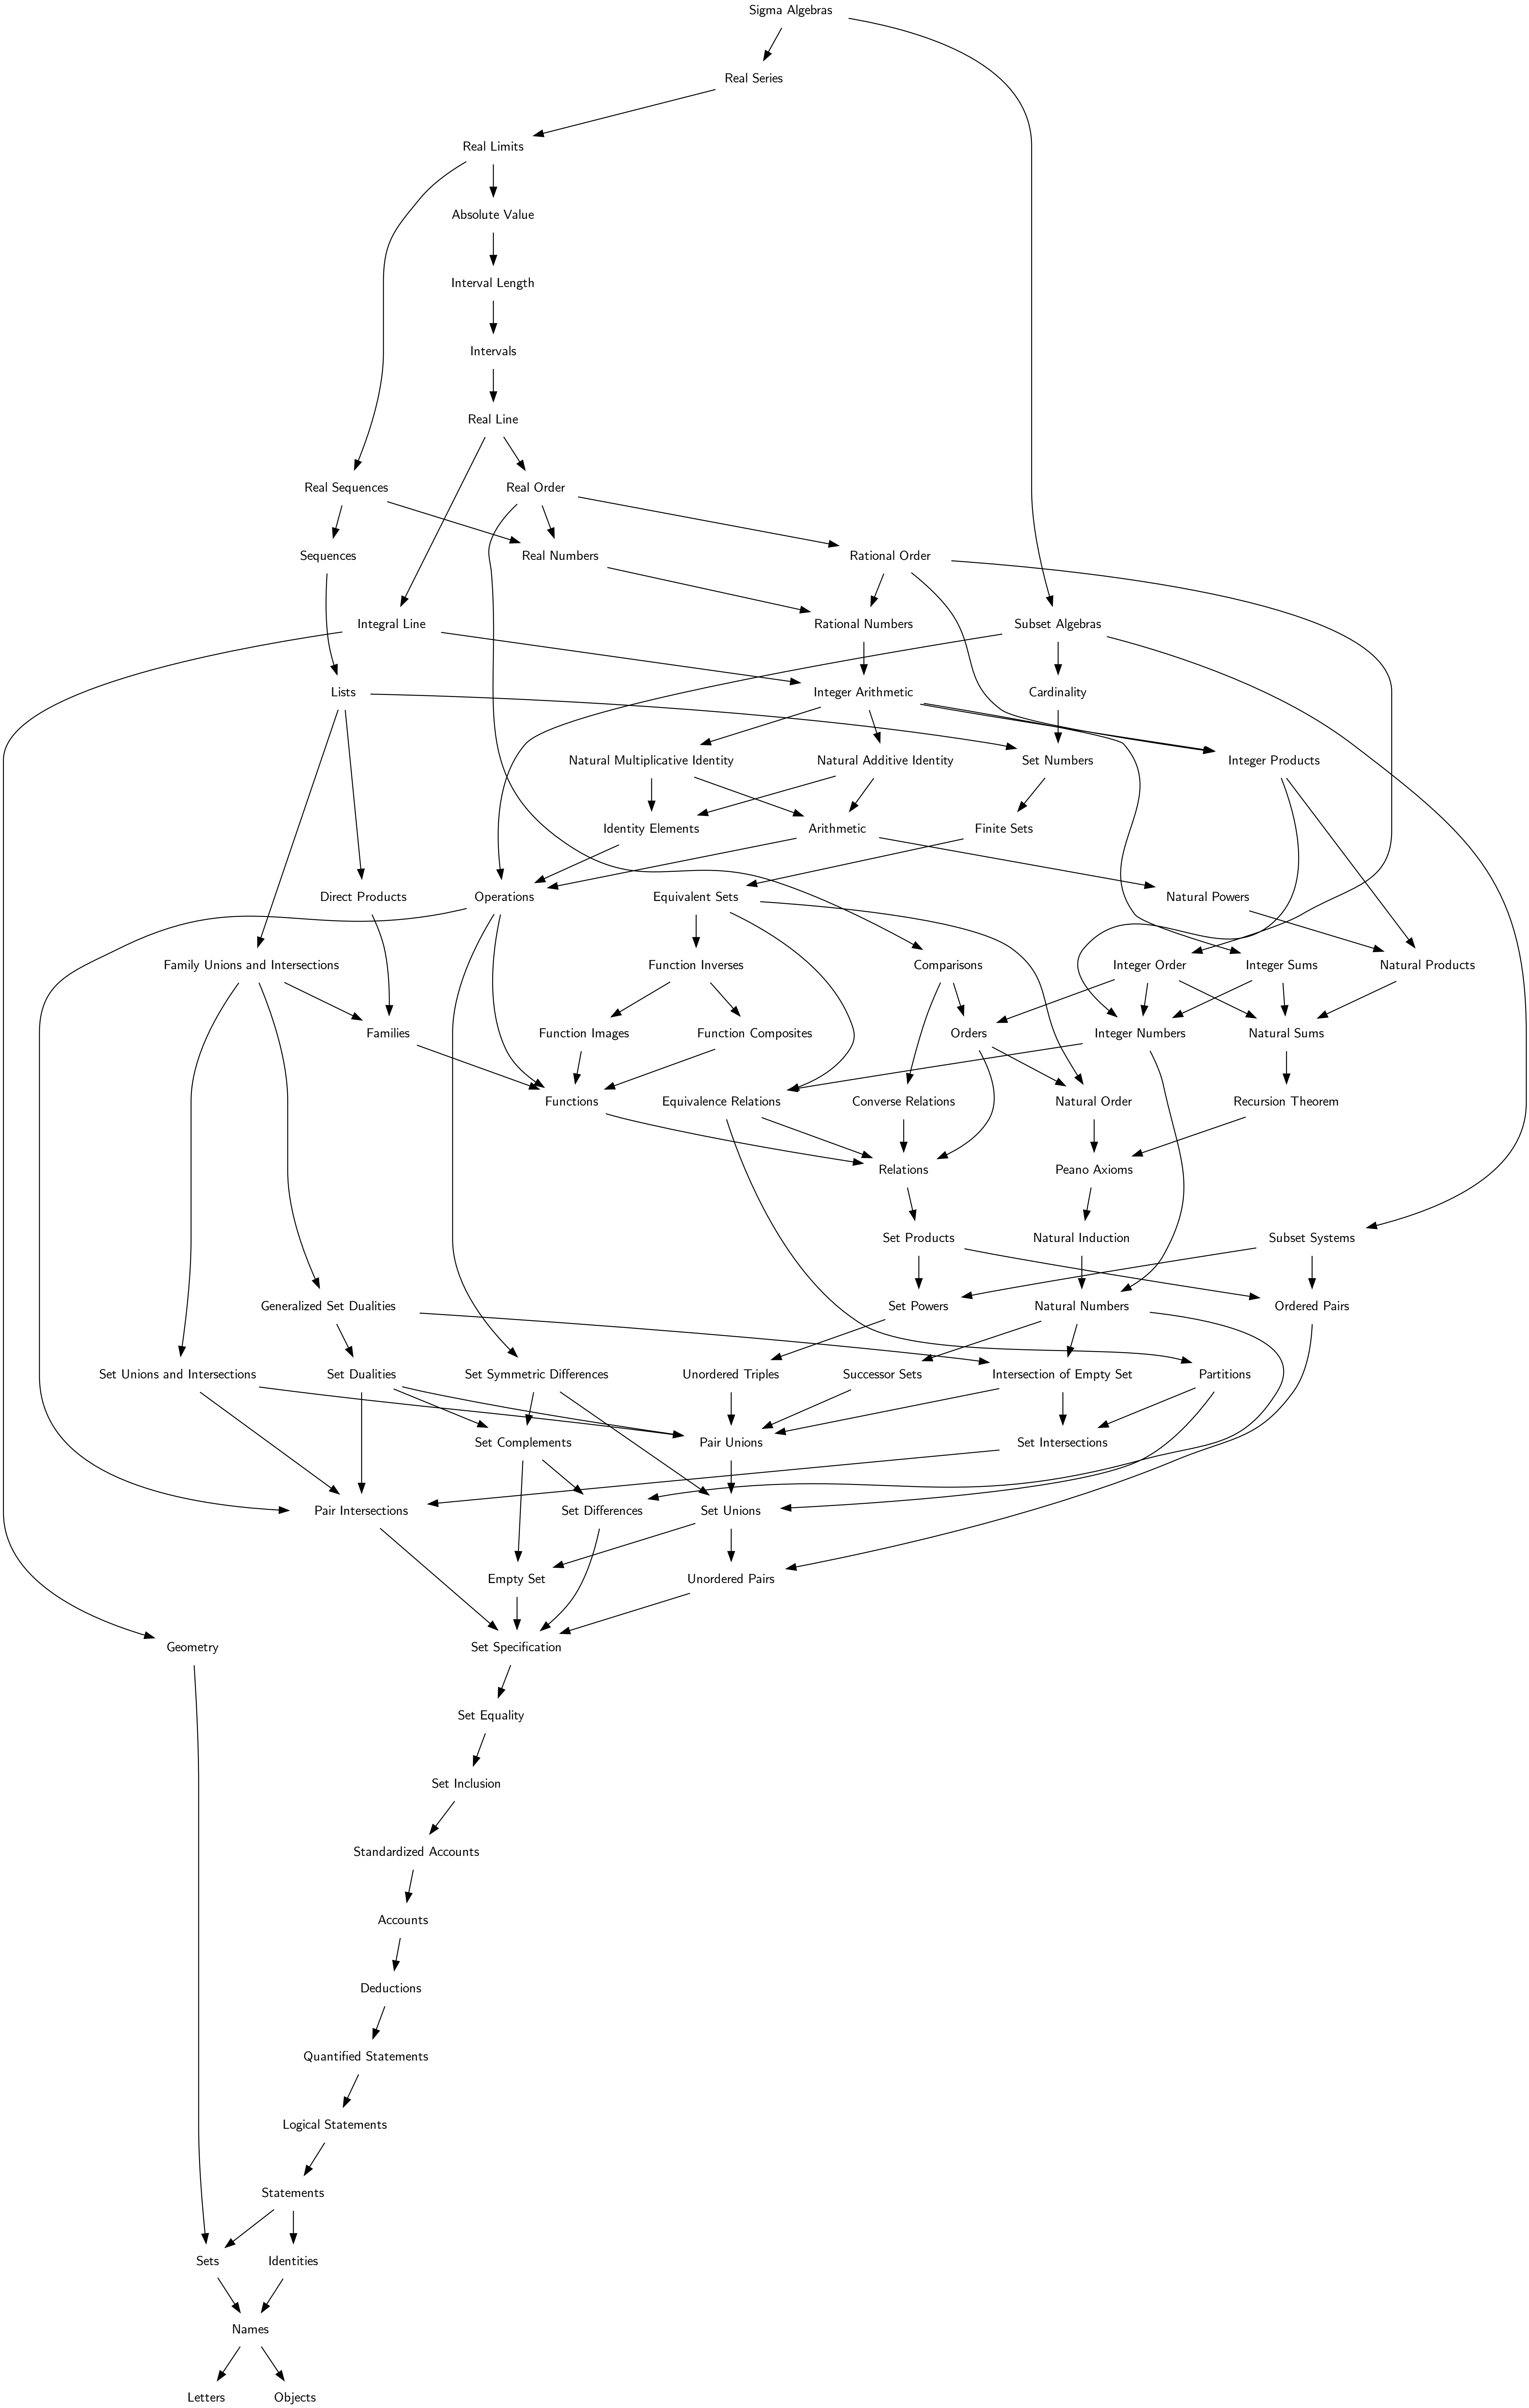 Sigma Algebras
Real Series
Real Limits
Absolute Value
Interval Length
Intervals
Real Line
Real Sequences
Real Order
Sequences
Real Numbers
Rational Order
Integral Line
Rational Numbers
Subset Algebras
Lists
Integer Arithmetic
Cardinality
Natural Multiplicative Identity
Natural Additive Identity
Set Numbers
Integer Products
Identity Elements
Arithmetic
Finite Sets
Direct Products
Operations
Equivalent Sets
Natural Powers
Family Unions and Intersections
Function Inverses
Comparisons
Integer Order
Integer Sums
Natural Products
Families
Function Images
Function Composites
Orders
Integer Numbers
Natural Sums
Functions
Equivalence Relations
Converse Relations
Natural Order
Recursion Theorem
Relations
Peano Axioms
Set Products
Natural Induction
Subset Systems
Generalized Set Dualities
Set Powers
Natural Numbers
Ordered Pairs
Set Unions and Intersections
Set Dualities
Set Symmetric Differences
Unordered Triples
Successor Sets
Intersection of Empty Set
Partitions
Set Complements
Pair Unions
Set Intersections
Pair Intersections
Set Differences
Set Unions
Empty Set
Unordered Pairs
Geometry
Set Specification
Set Equality
Set Inclusion
Standardized Accounts
Accounts
Deductions
Quantified Statements
Logical Statements
Statements
Sets
Identities
Names
Letters
Objects